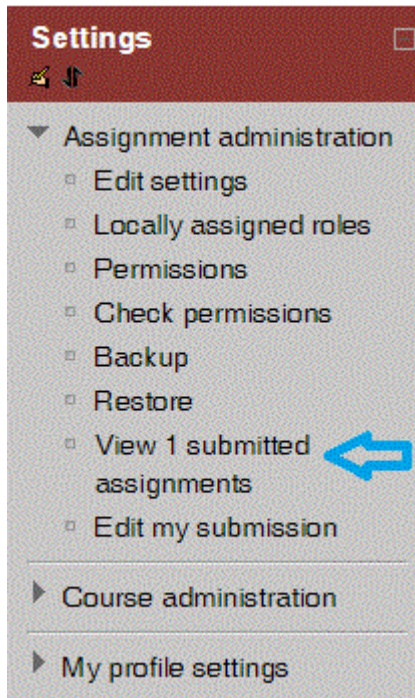 Settings
Assignment administration
Edit settings
Locally assigned roles
Permissions
Check permissions
Backup
Restore
View 1 submitted
assignments
Edit my submission
Course administration
My profile settings